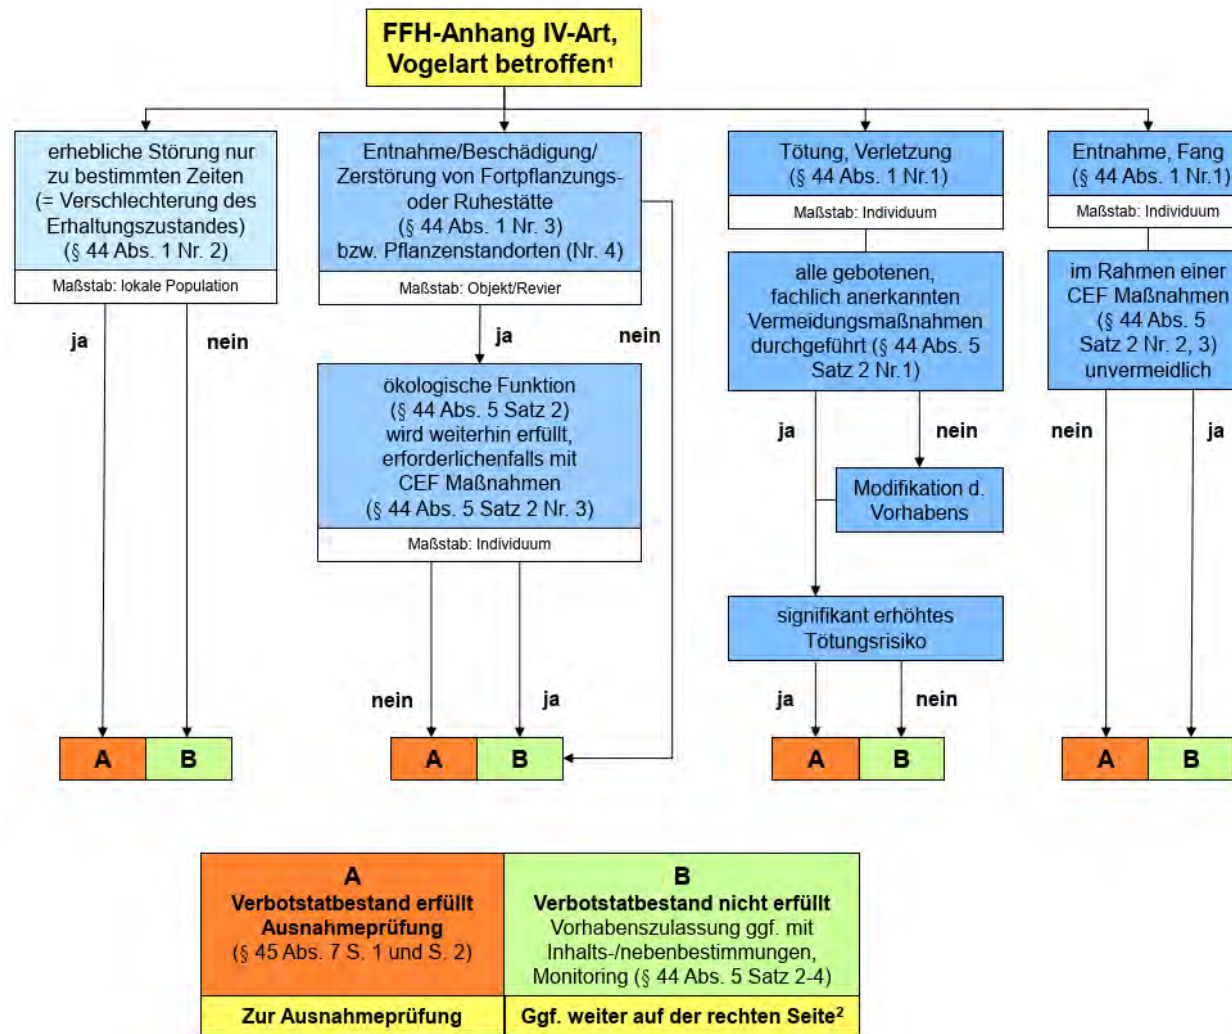 FFH-Anhang IV-Art,
Vogelart betroffen¹
erhebliche Störung nur
zu bestimmten Zeiten
(= Verschlechterung des
Erhaltungszustandes)
(§ 44 Abs. 1 Nr. 2)
Maßstab: lokale Population
ja
nein
A
B
Entnahme/Beschädigung/
Zerstörung von Fortpflanzungs-
oder Ruhestätte
(§ 44 Abs. 1 Nr. 3)
bzw. Pflanzenstandorten (Nr. 4)
Maßstab: Objekt/Revier
ja
nein
ökologische Funktion
(§ 44 Abs. 5 Satz 2)
wird weiterhin erfüllt,
erforderlichenfalls mit
CEF Maßnahmen
(§ 44 Abs. 5 Satz 2 Nr. 3)
Maßstab: Individuum
nein
ja
A
B
Tötung, Verletzung
(§ 44 Abs. 1 Nr.1)
Maßstab: Individuum
alle gebotenen,
fachlich anerkannten
Vermeidungsmaßnahmen
durchgeführt (§ 44 Abs. 5
Satz 2 Nr.1)
ja
nein
Modifikation d.
Vorhabens
signifikant erhöhtes
Tötungsrisiko
ja
nein
A
B
Entnahme, Fang
(§ 44 Abs. 1 Nr.1)
Maßstab: Individuum
im Rahmen einer
CEF Maßnahmen
(§ 44 Abs. 5
Satz 2 Nr. 2, 3)
unvermeidlich
nein
ja
A
B
A
Verbotstatbestand erfüllt
Ausnahmeprüfung
(§ 45 Abs. 7 S. 1 und S. 2)
Zur Ausnahmeprüfung
B
Verbotstatbestand nicht erfüllt
Vorhabenszulassung ggf. mit
Inhalts-/nebenbestimmungen,
Monitoring (§ 44 Abs. 5 Satz 2-4)
Ggf. weiter auf der rechten Seite²